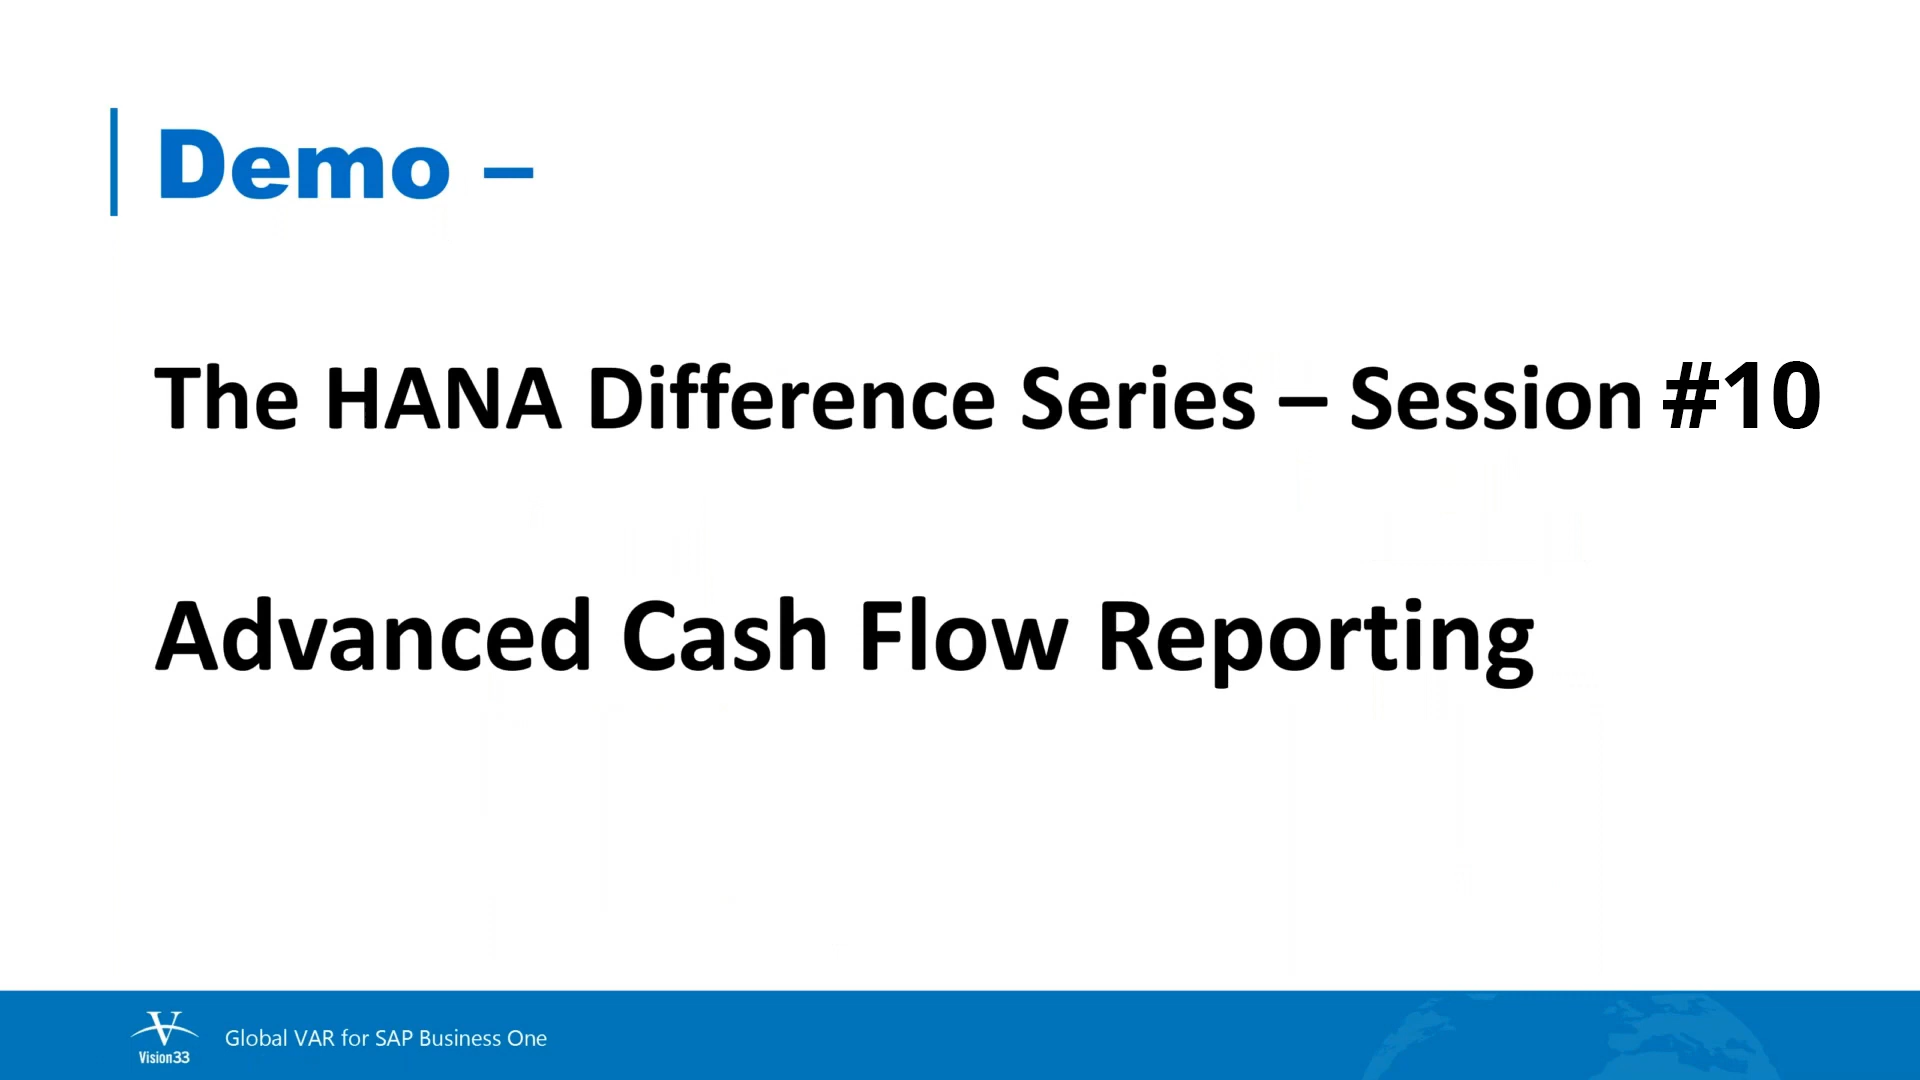 Demo –
The HANA Difference Series – Session #10
Advanced Cash Flow Reporting
V
Vision33
Global VAR for SAP Business One